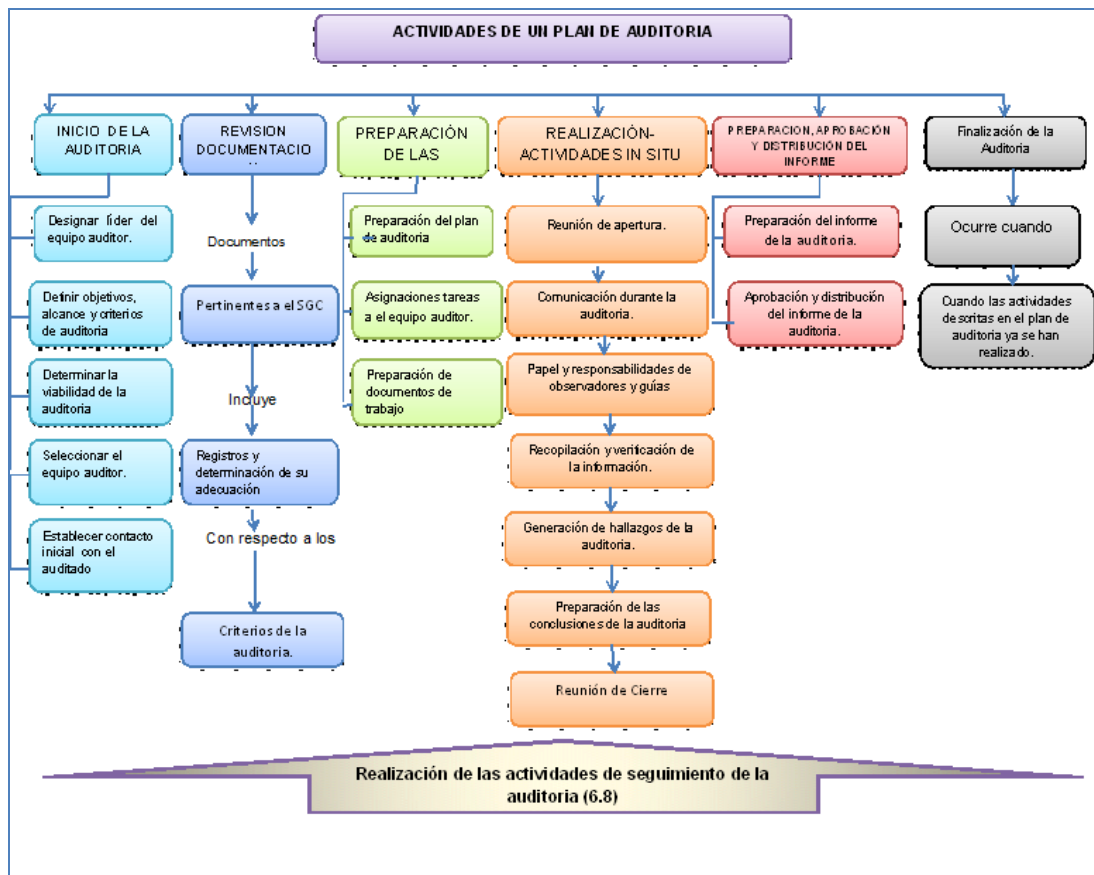 ACTIVIDADES DE UN PLAN DE AUDITORIA
INICIO DE LA
AUDITORIA
Designar líder del
equipo auditor.
Definir objetivos,
alcance y criterios
de auditoria
Determinar la
viabilidad de la
auditoria
Seleccionar el
equipo auditor.
Establecer contacto
inicial con el
auditado
REVISION
DOCUMENTACIO
Documentos
Pertinentes a el SGC
Incluye
Registros y
determinación de su
adecuación
Con respecto a los
Criterios de la
auditoria.
PREPARACIÓN
DE LAS
Preparación del plan
de auditoria
Asignaciones tareas
a el equipo auditor.
Preparación de
documentos de
trabajo
REALIZACIÓN-
ACTIVIDADES IN SITU
Reunión de apertura.
Comunicación durante la
auditoria.
Papel y responsabilidades de
observadores y guías
Recopilación y verificación de
la información.
Generación de hallazgos de la
auditoria.
Preparación de las
conclusiones de la auditoria
Reunión de Cierre
PREPARACION, APROBACIÓN
Y DISTRIBUCIÓN DEL
INFORME
Preparación del informe
de la auditoria.
Aprobación y distribución
del informe de la
auditoria.
Finalización de la
Auditoria
Ocurre cuando
Cuando las actividades
descritas en el plan de
auditoria ya se han
realizado.
Realización de las actividades de seguimiento de la
auditoria (6.8)